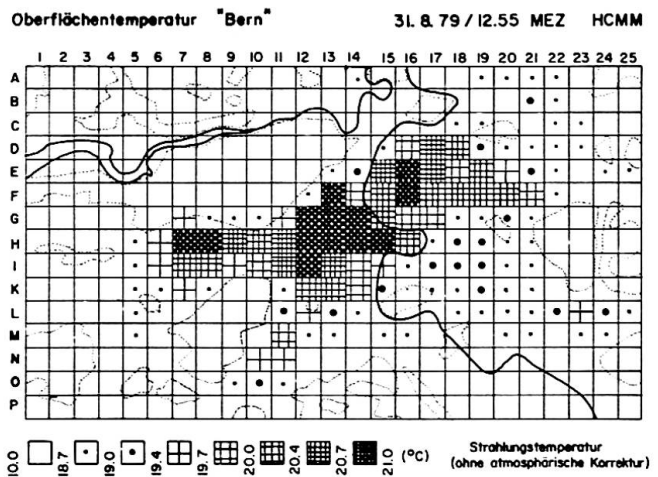 Oberflächentemperatur "Bern" 31. 8. 79 / 12.55 MEZ HCMM
1 2 3 4 5 6 7 8 9 10 11 12 13 14 15 16 17 18 19 20 21 22 23 24 25
A
B
C
D
E
F
G
H
I
K
L
M
N
O
P
10.0 18.7 19.0 19.4 19.7 20.0 20.4 20.7 21.0 (°C)
Strahlungstemperatur
(ohne atmosphärische Korrektur)